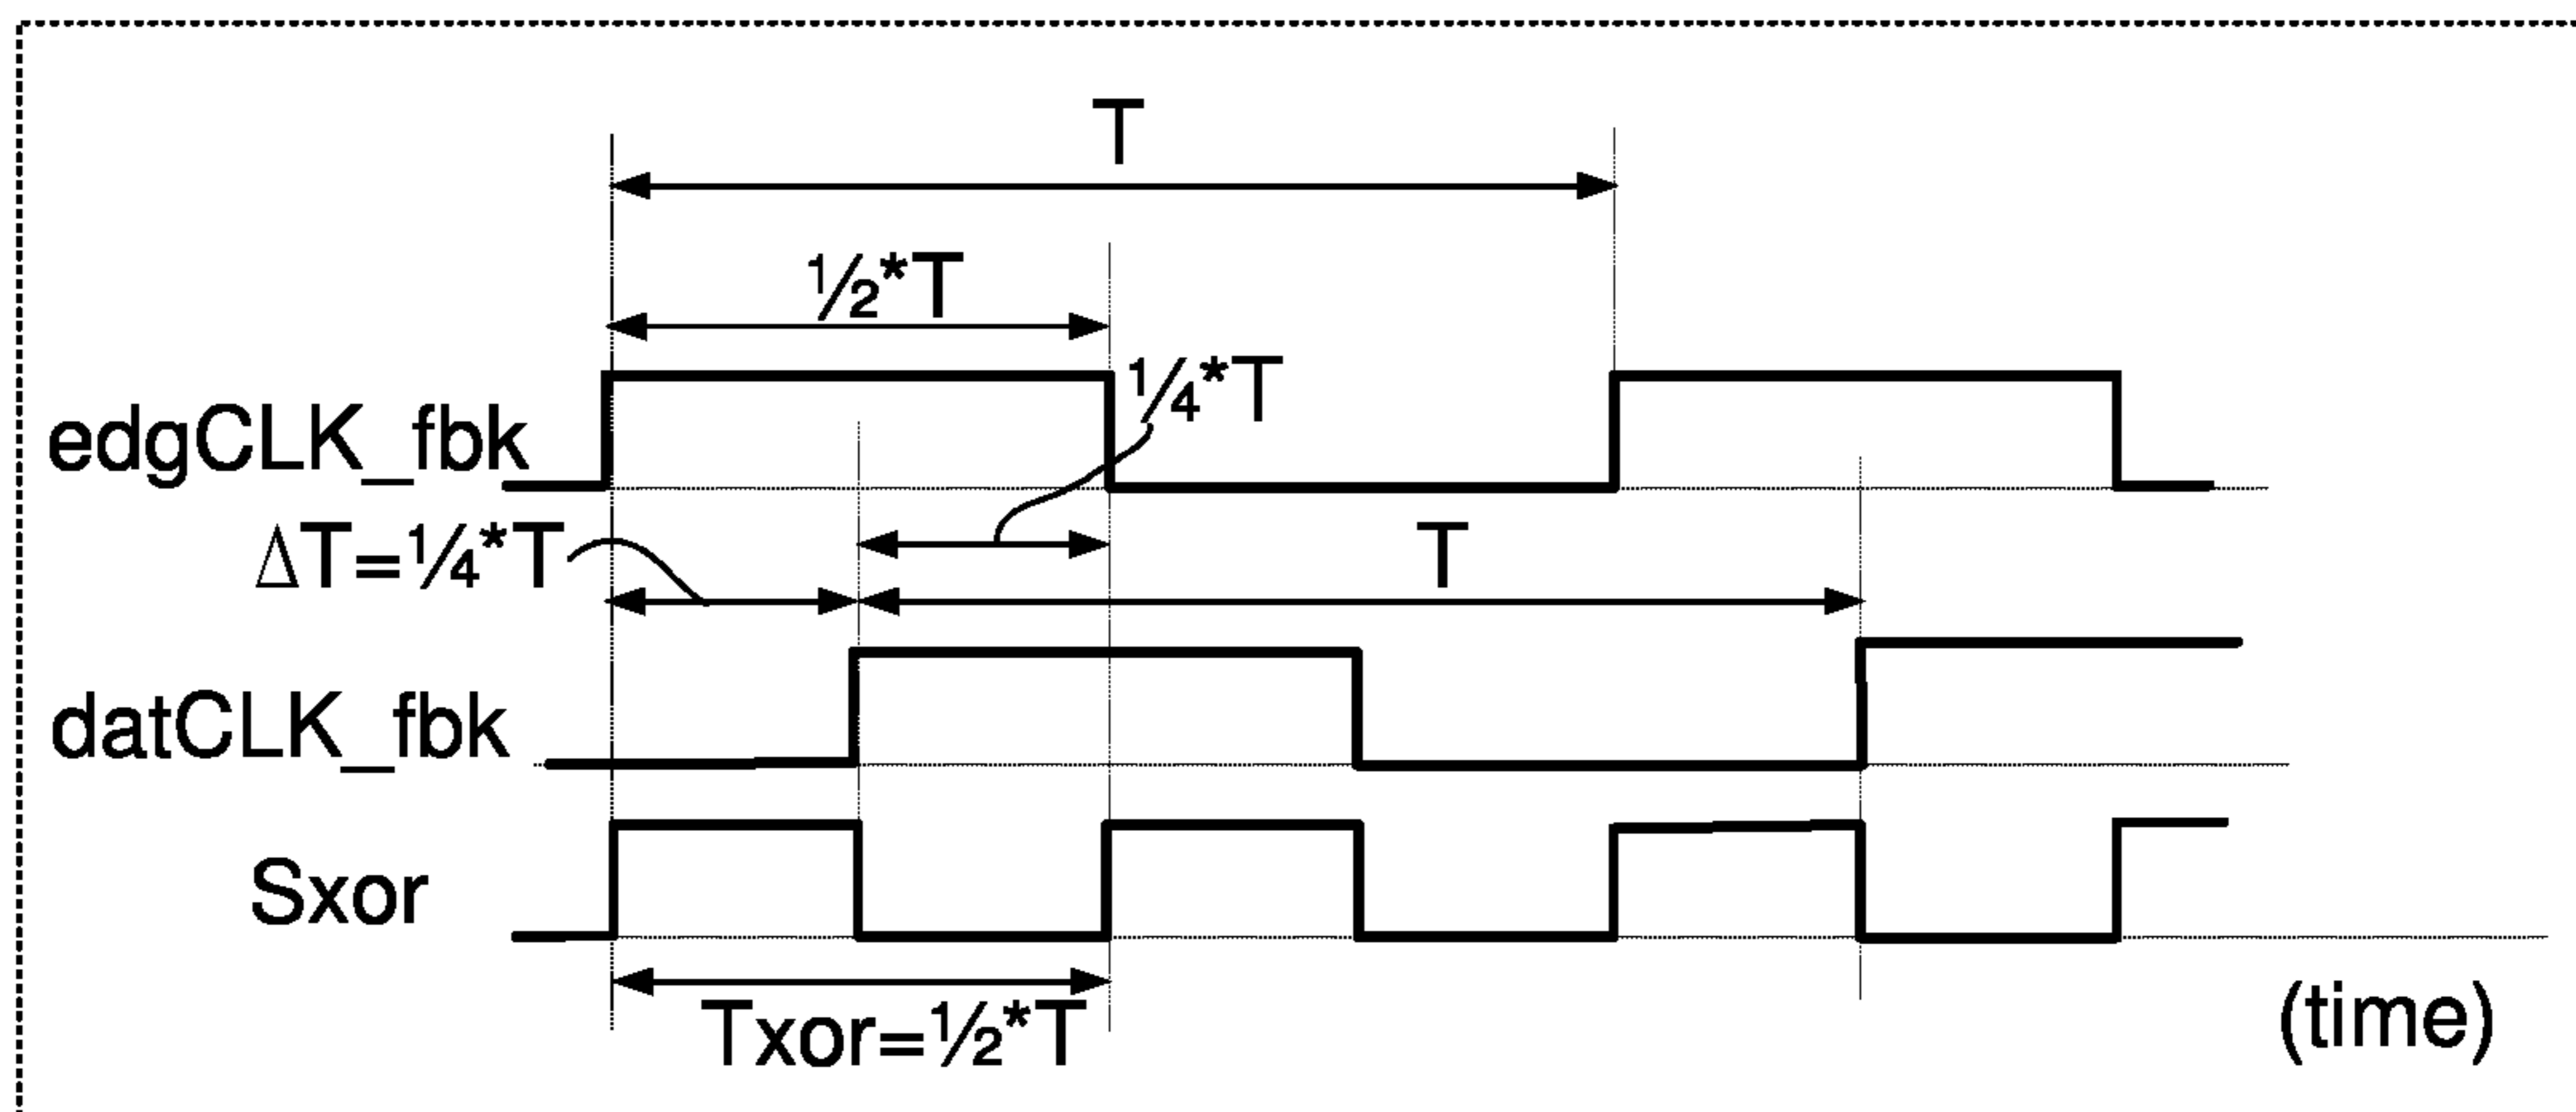 T
½*T
¼*T
edgCLK_fbk
ΔT=¼*T
T
datCLK_fbk
Sxor
Txor=½*T
(time)